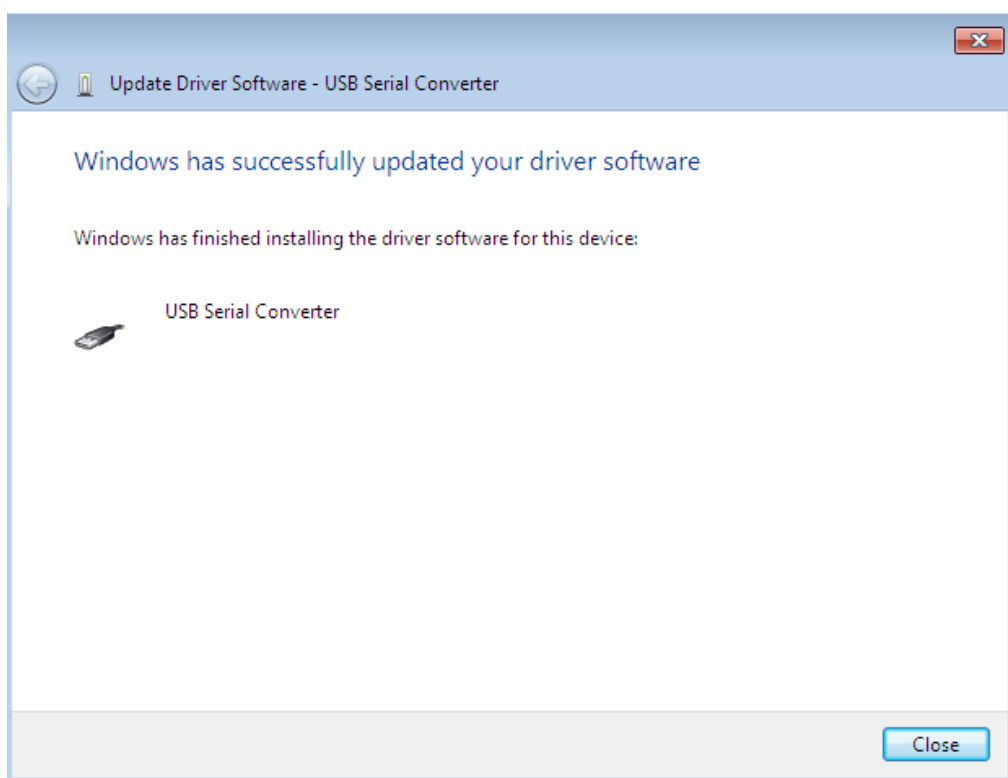 Update Driver Software - USB Serial Converter
Windows has successfully updated your driver software
Windows has finished installing the driver software for this device:
USB Serial Converter
Close